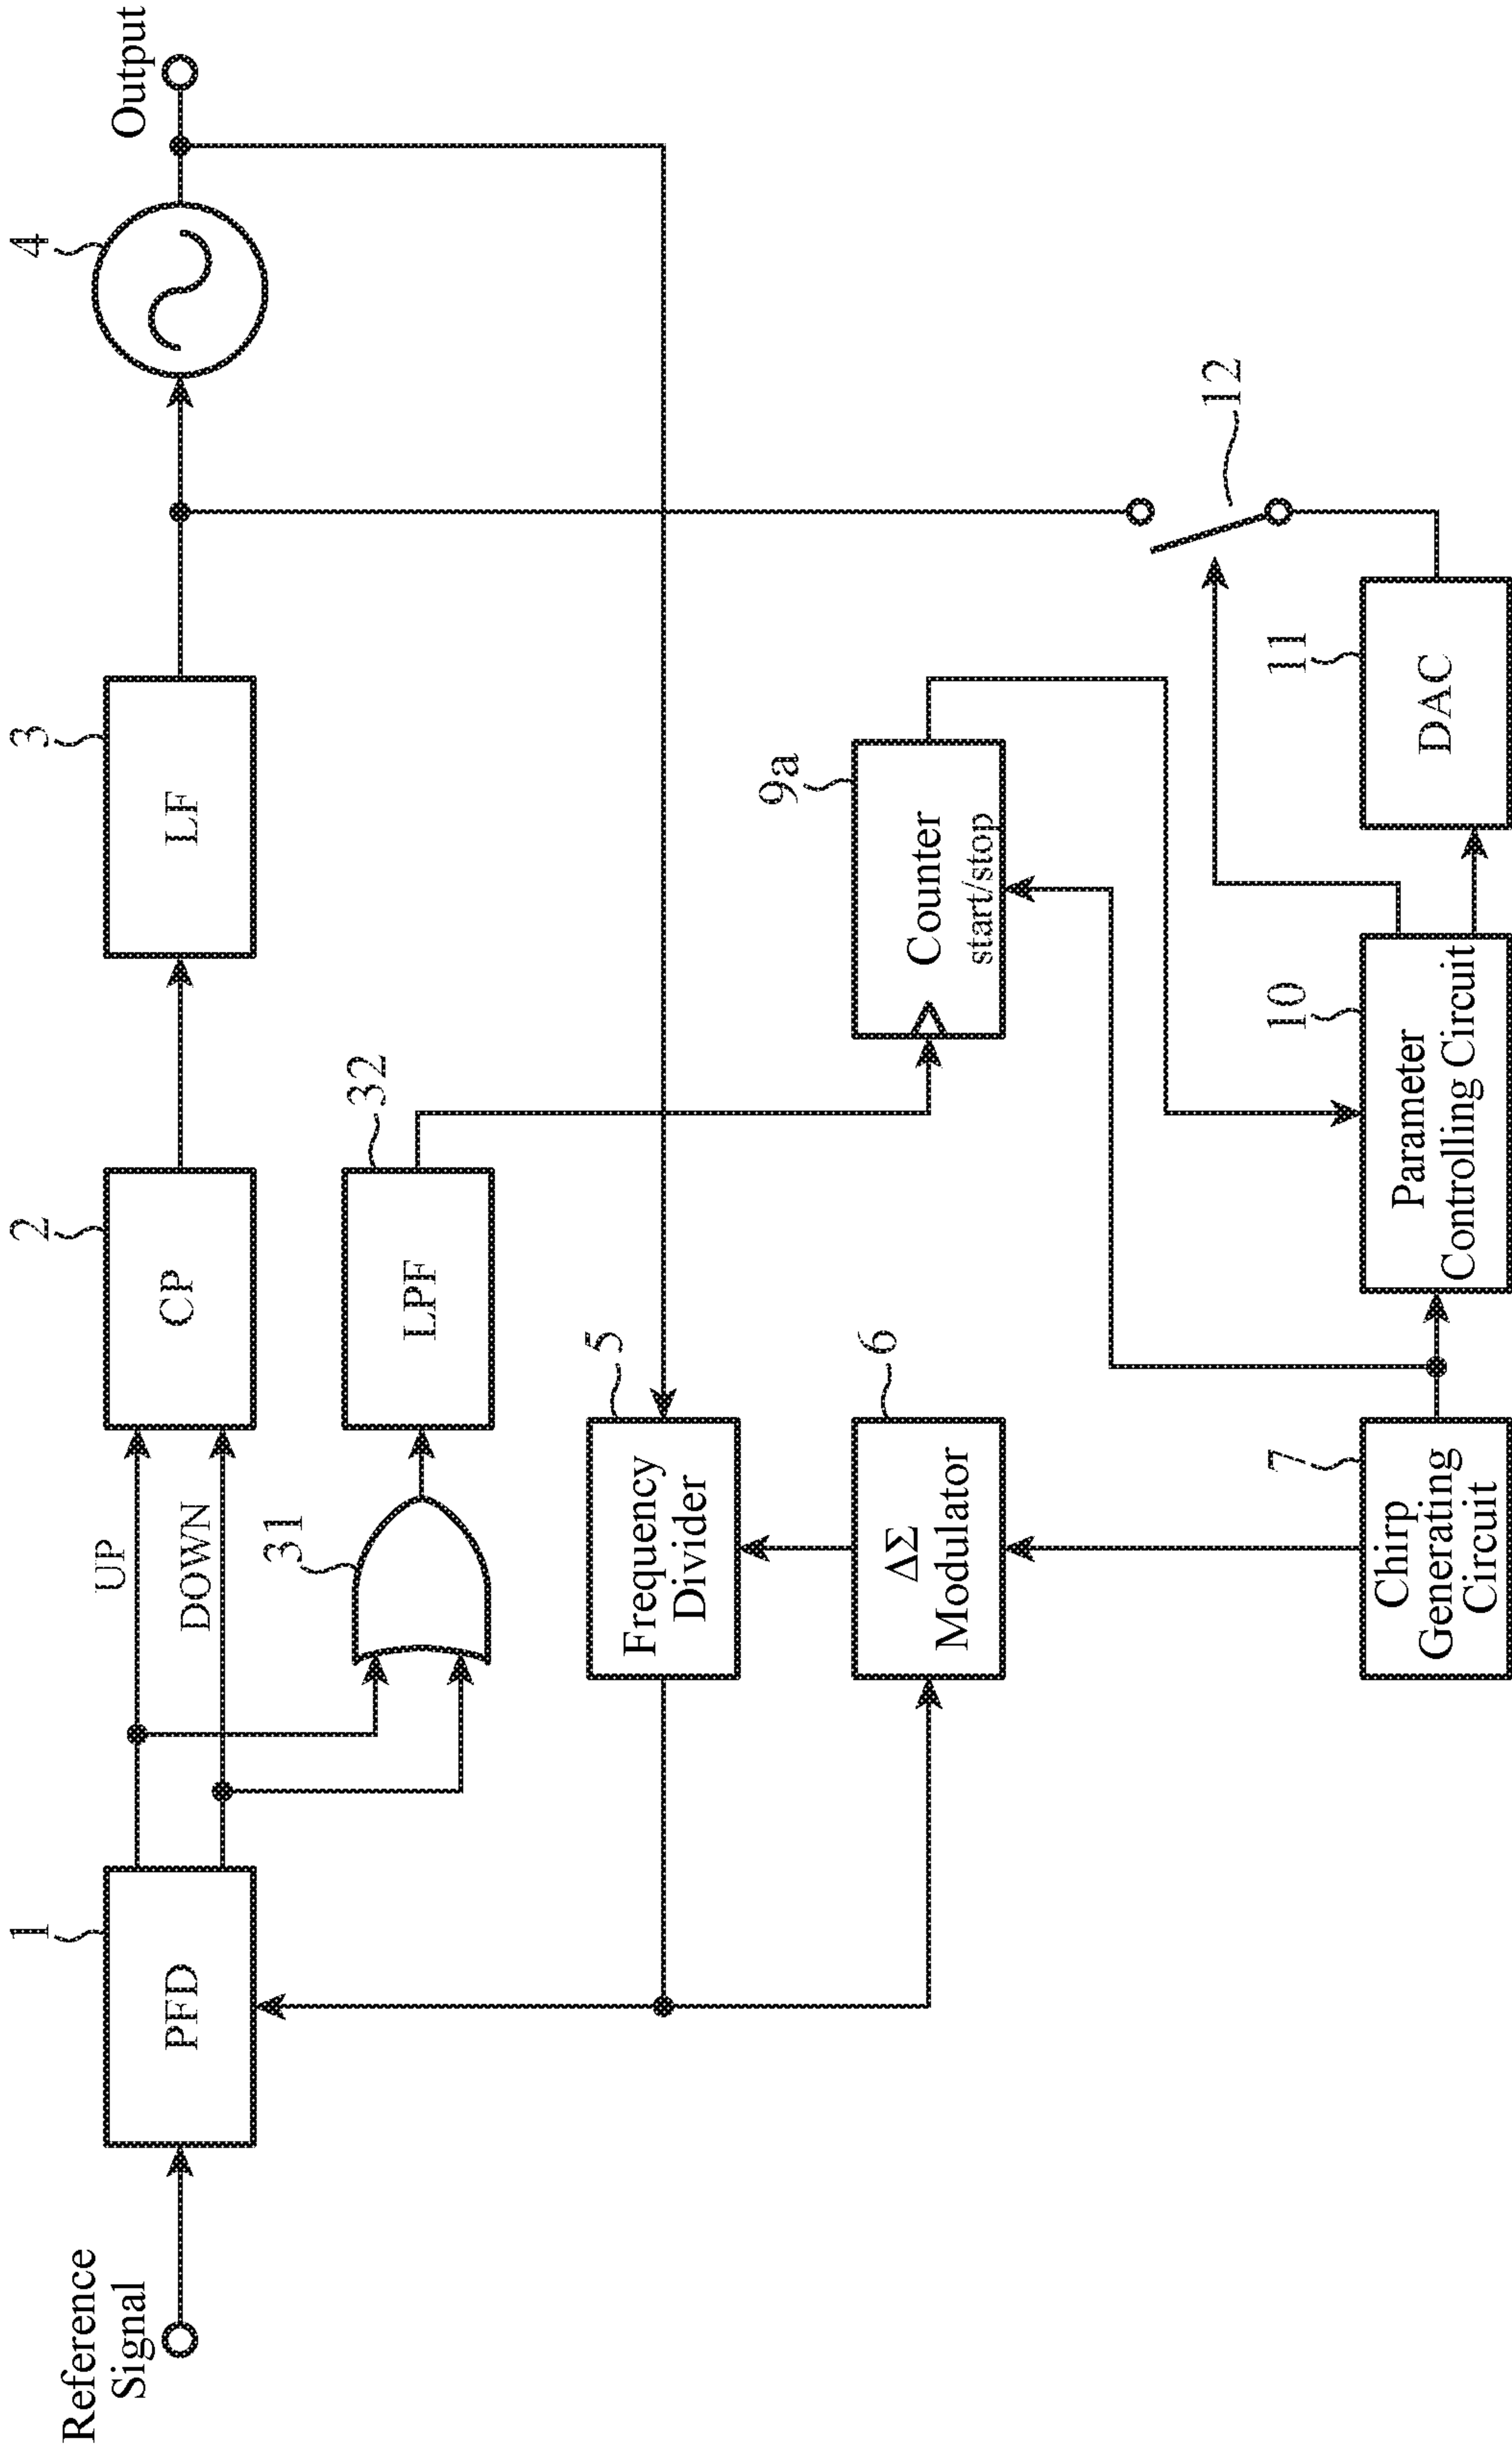 Reference
Signal
1
PFD
UP
DOWN
2
CP
3
LF
4
Output
31
32
LPF
5
Frequency
Divider
6
ΔΣ
Modulator
9a
Counter
start/stop
7
Chirp
Generating
Circuit
10
Parameter
Controlling Circuit
11
DAC
12